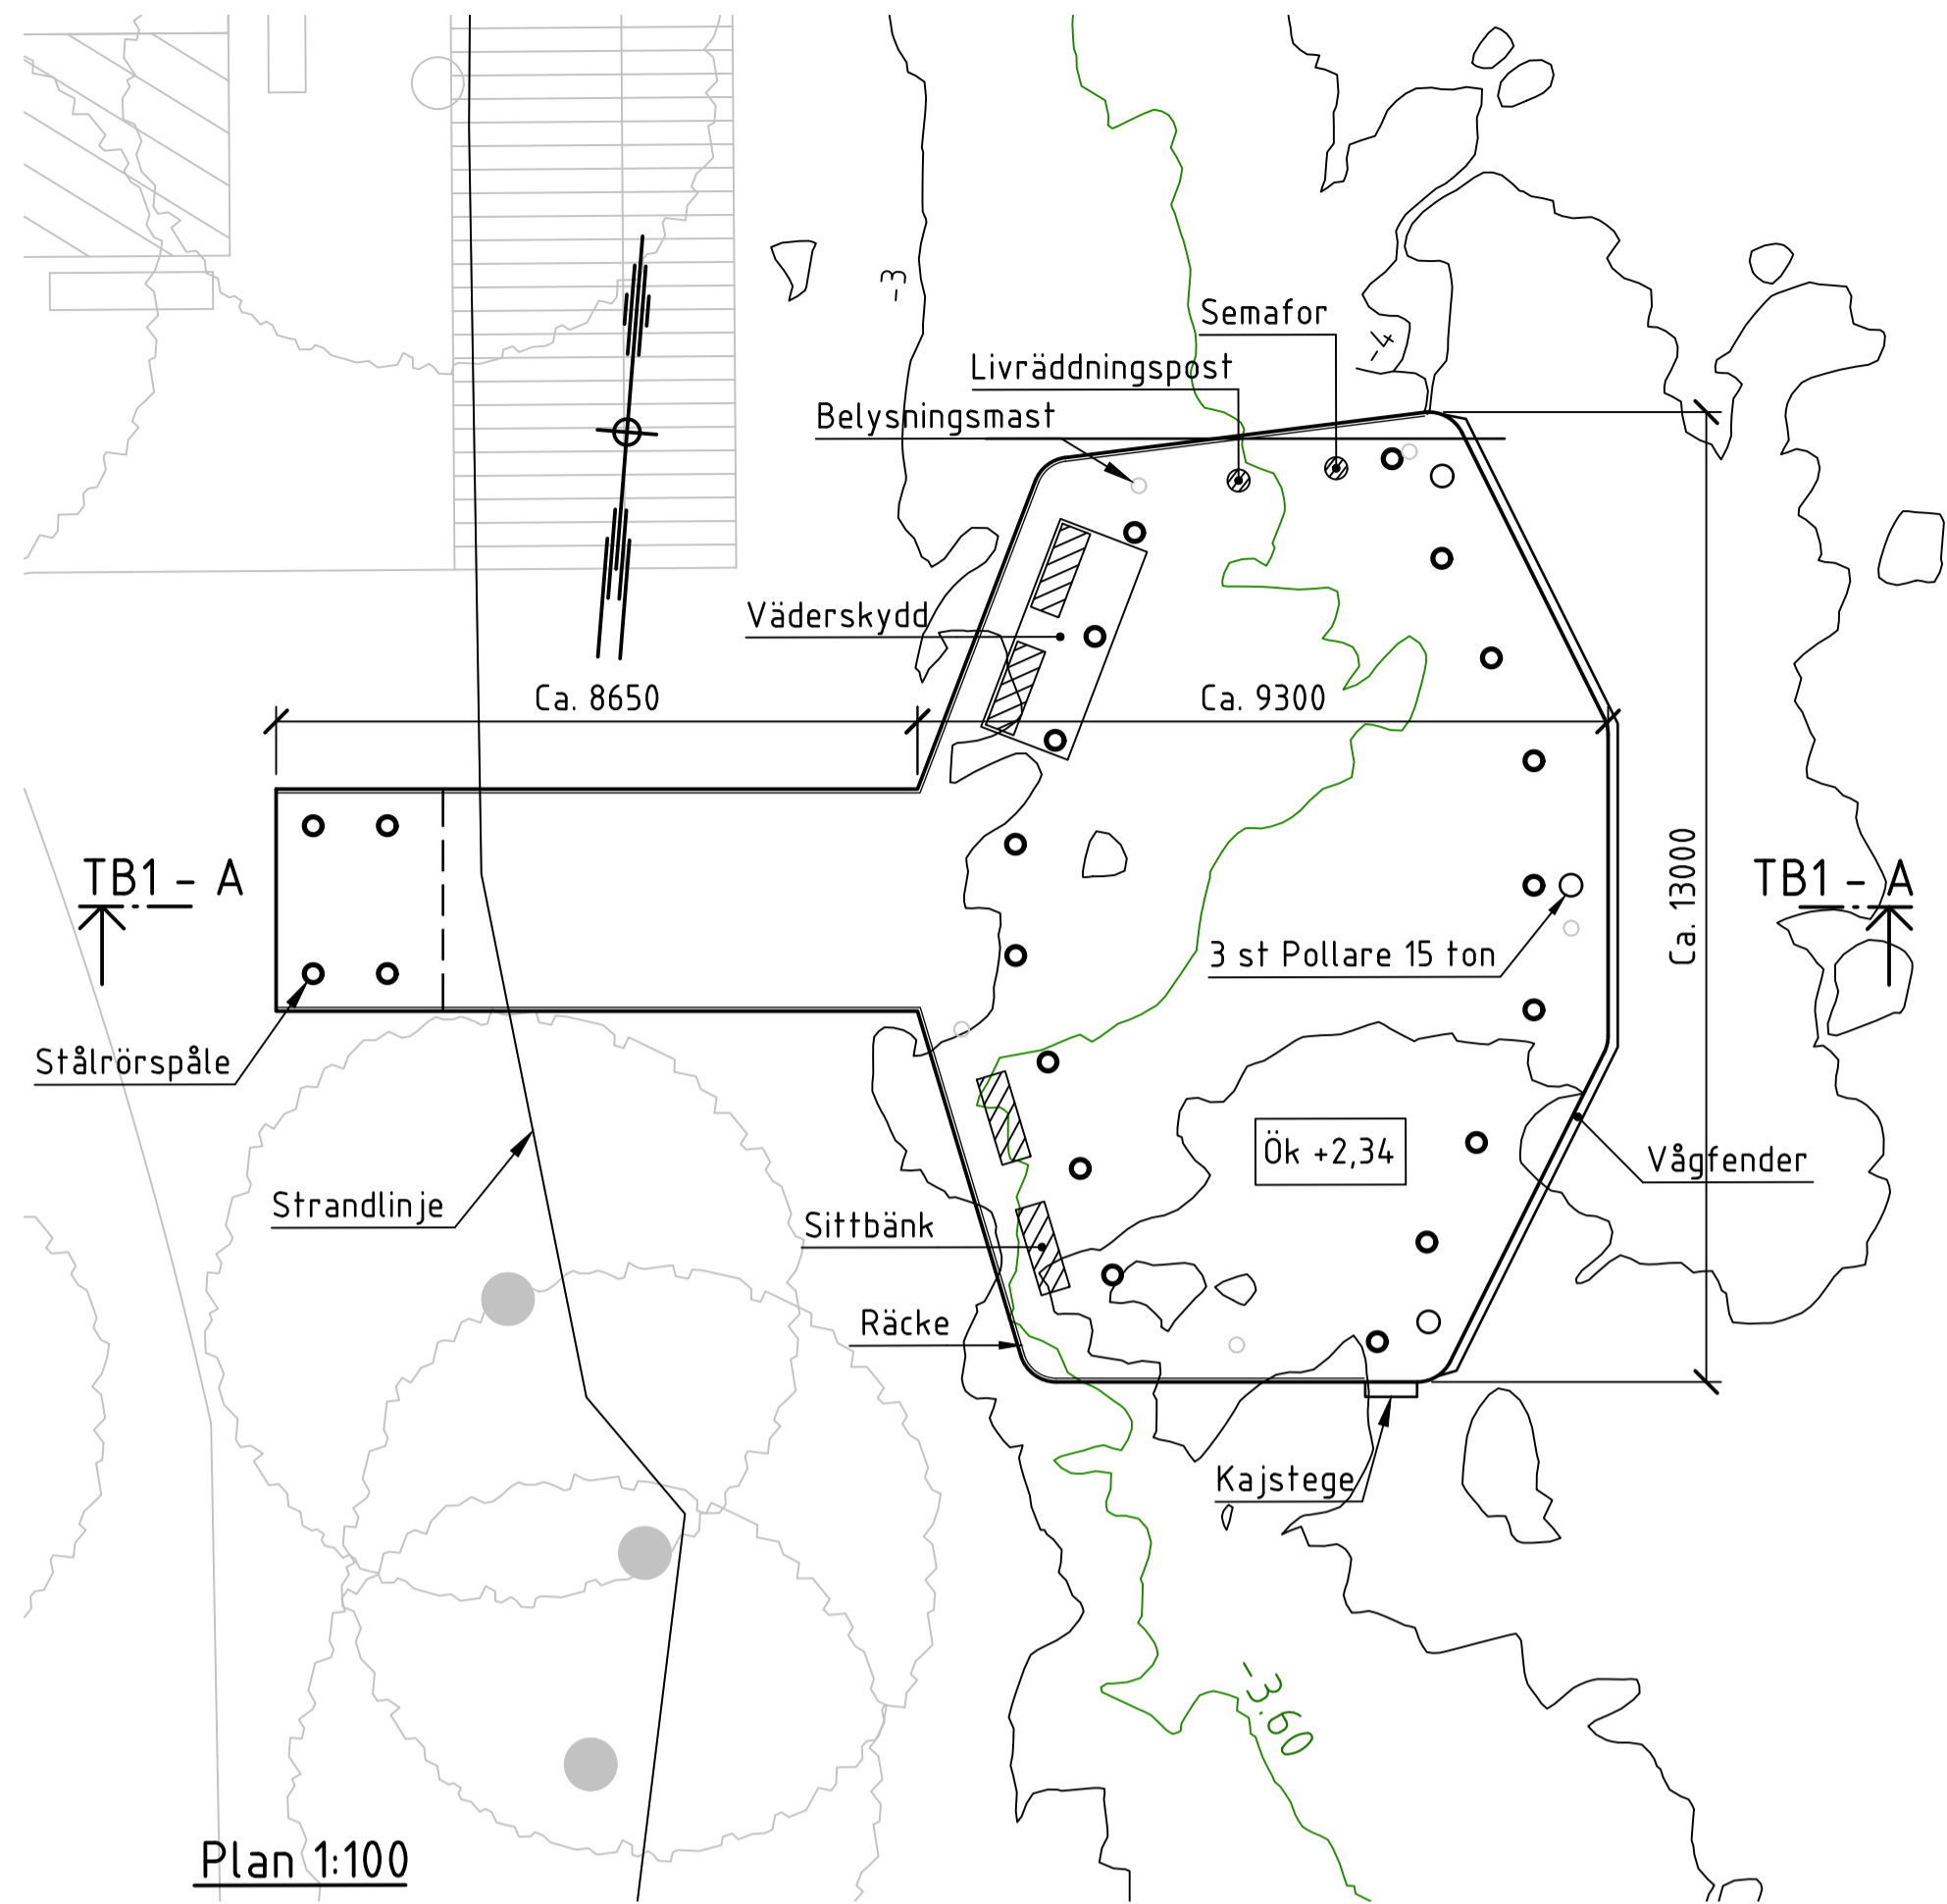 -3
Semafor
-4
Livräddningspost
Belysningsmast
Väderskydd
Ca. 8650
Ca. 9300
TB1 - A
Ca. 13000
TB1 - A
3 st Pollare 15 ton
Stålrörspåle
Ök +2,34
Vågfender
Strandlinje
Sittbänk
Räcke
Kajstege
-3.60
Plan 1:100